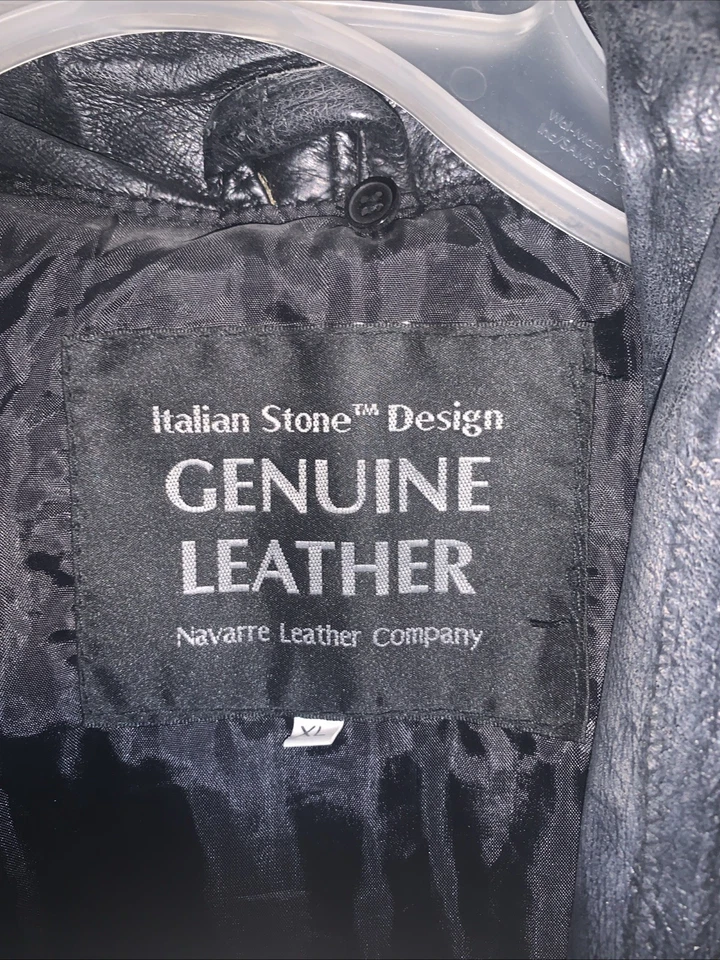 Italian Stone™ Design
GENUINE
LEATHER
Navarre Leather Company
XL